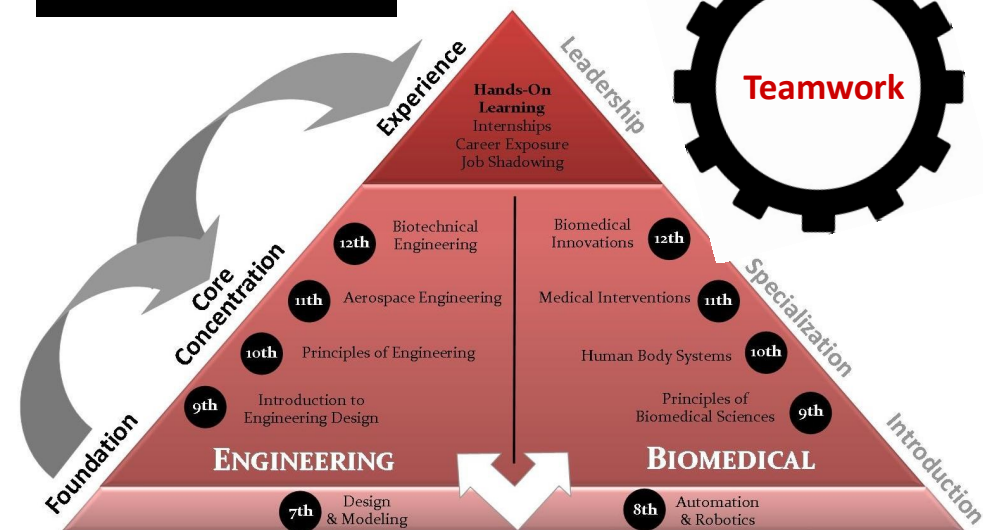 Teamwork
Experience
Leadership
Hands-On
Learning
Internships
Career Exposure
Job Shadowing
Core
Concentration
Specialization
12th
Biotechnical
Engineering
11th
Aerospace Engineering
10th
Principles of Engineering
9th
Introduction to
Engineering Design
ENGINEERING
Biomedical
Innovations
12th
Medical Interventions
11th
Human Body Systems
10th
Principles of
Biomedical Sciences
9th
BIOMEDICAL
Foundation
Introduction
7th
Design
& Modeling
8th
Automation
& Robotics